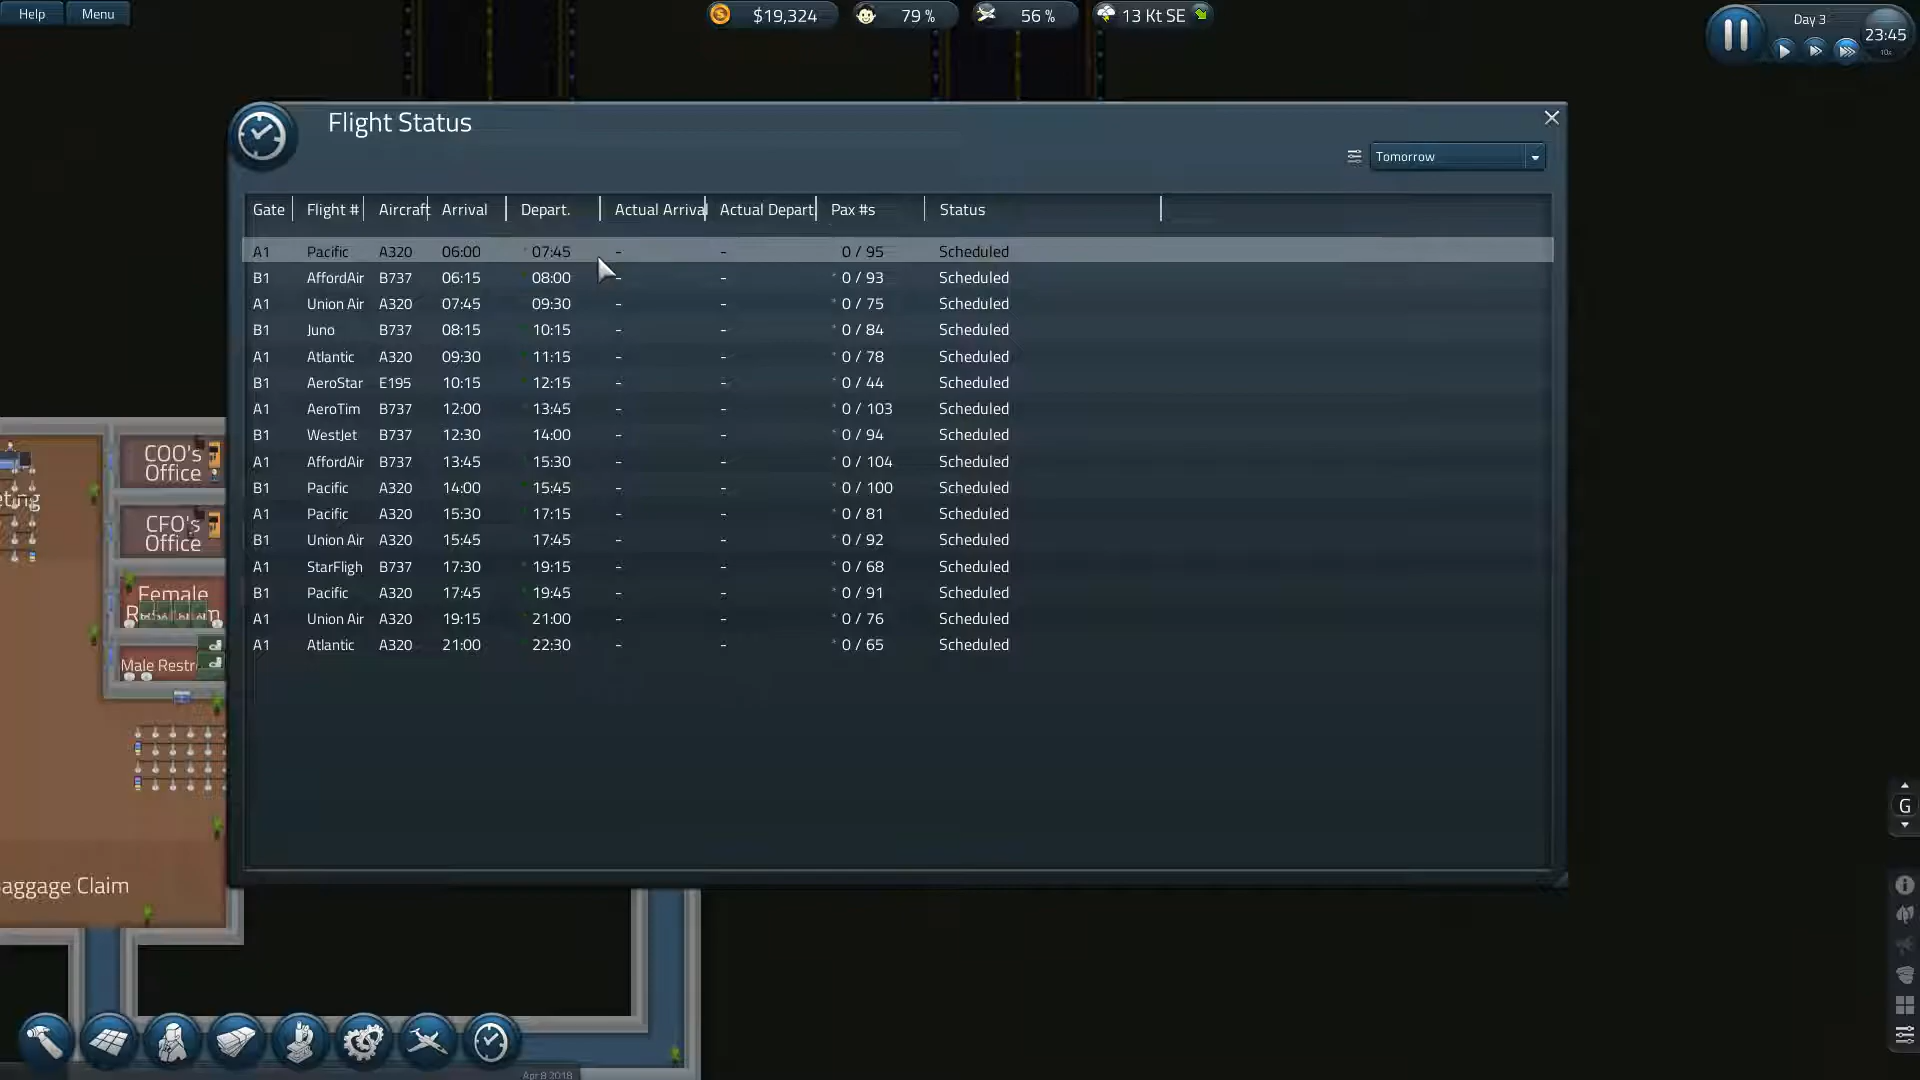 Help Menu $19,324 79 % 56 % 13 Kt SE Day 3 23:45 10x
Flight Status
Tomorrow
Gate Flight # Aircraft Arrival Depart. Actual Arrival Actual Depart Pax #s Status
A1 Pacific A320 06:00 07:45 - - 0 / 95 Scheduled
B1 AffordAir B737 06:15 08:00 - - 0 / 93 Scheduled
A1 Union Air A320 07:45 09:30 - - 0 / 75 Scheduled
B1 Juno B737 08:15 10:15 - - 0 / 84 Scheduled
A1 Atlantic A320 09:30 11:15 - - 0 / 78 Scheduled
B1 AeroStar E195 10:15 12:15 - - 0 / 44 Scheduled
A1 AeroTim B737 12:00 13:45 - - 0 / 103 Scheduled
B1 WestJet B737 12:30 14:00 - - 0 / 94 Scheduled
A1 AffordAir B737 13:45 15:30 - - 0 / 104 Scheduled
B1 Pacific A320 14:00 15:45 - - 0 / 100 Scheduled
A1 Pacific A320 15:30 17:15 - - 0 / 81 Scheduled
B1 Union Air A320 15:45 17:45 - - 0 / 92 Scheduled
A1 StarFligh B737 17:30 19:15 - - 0 / 68 Scheduled
B1 Pacific A320 17:45 19:45 - - 0 / 91 Scheduled
A1 Union Air A320 19:15 21:00 - - 0 / 76 Scheduled
A1 Atlantic A320 21:00 22:30 - - 0 / 65 Scheduled
COO's
Office
eting
CFO's
Office
Female
Male Restr
aggage Claim
G
Apr 8 2018